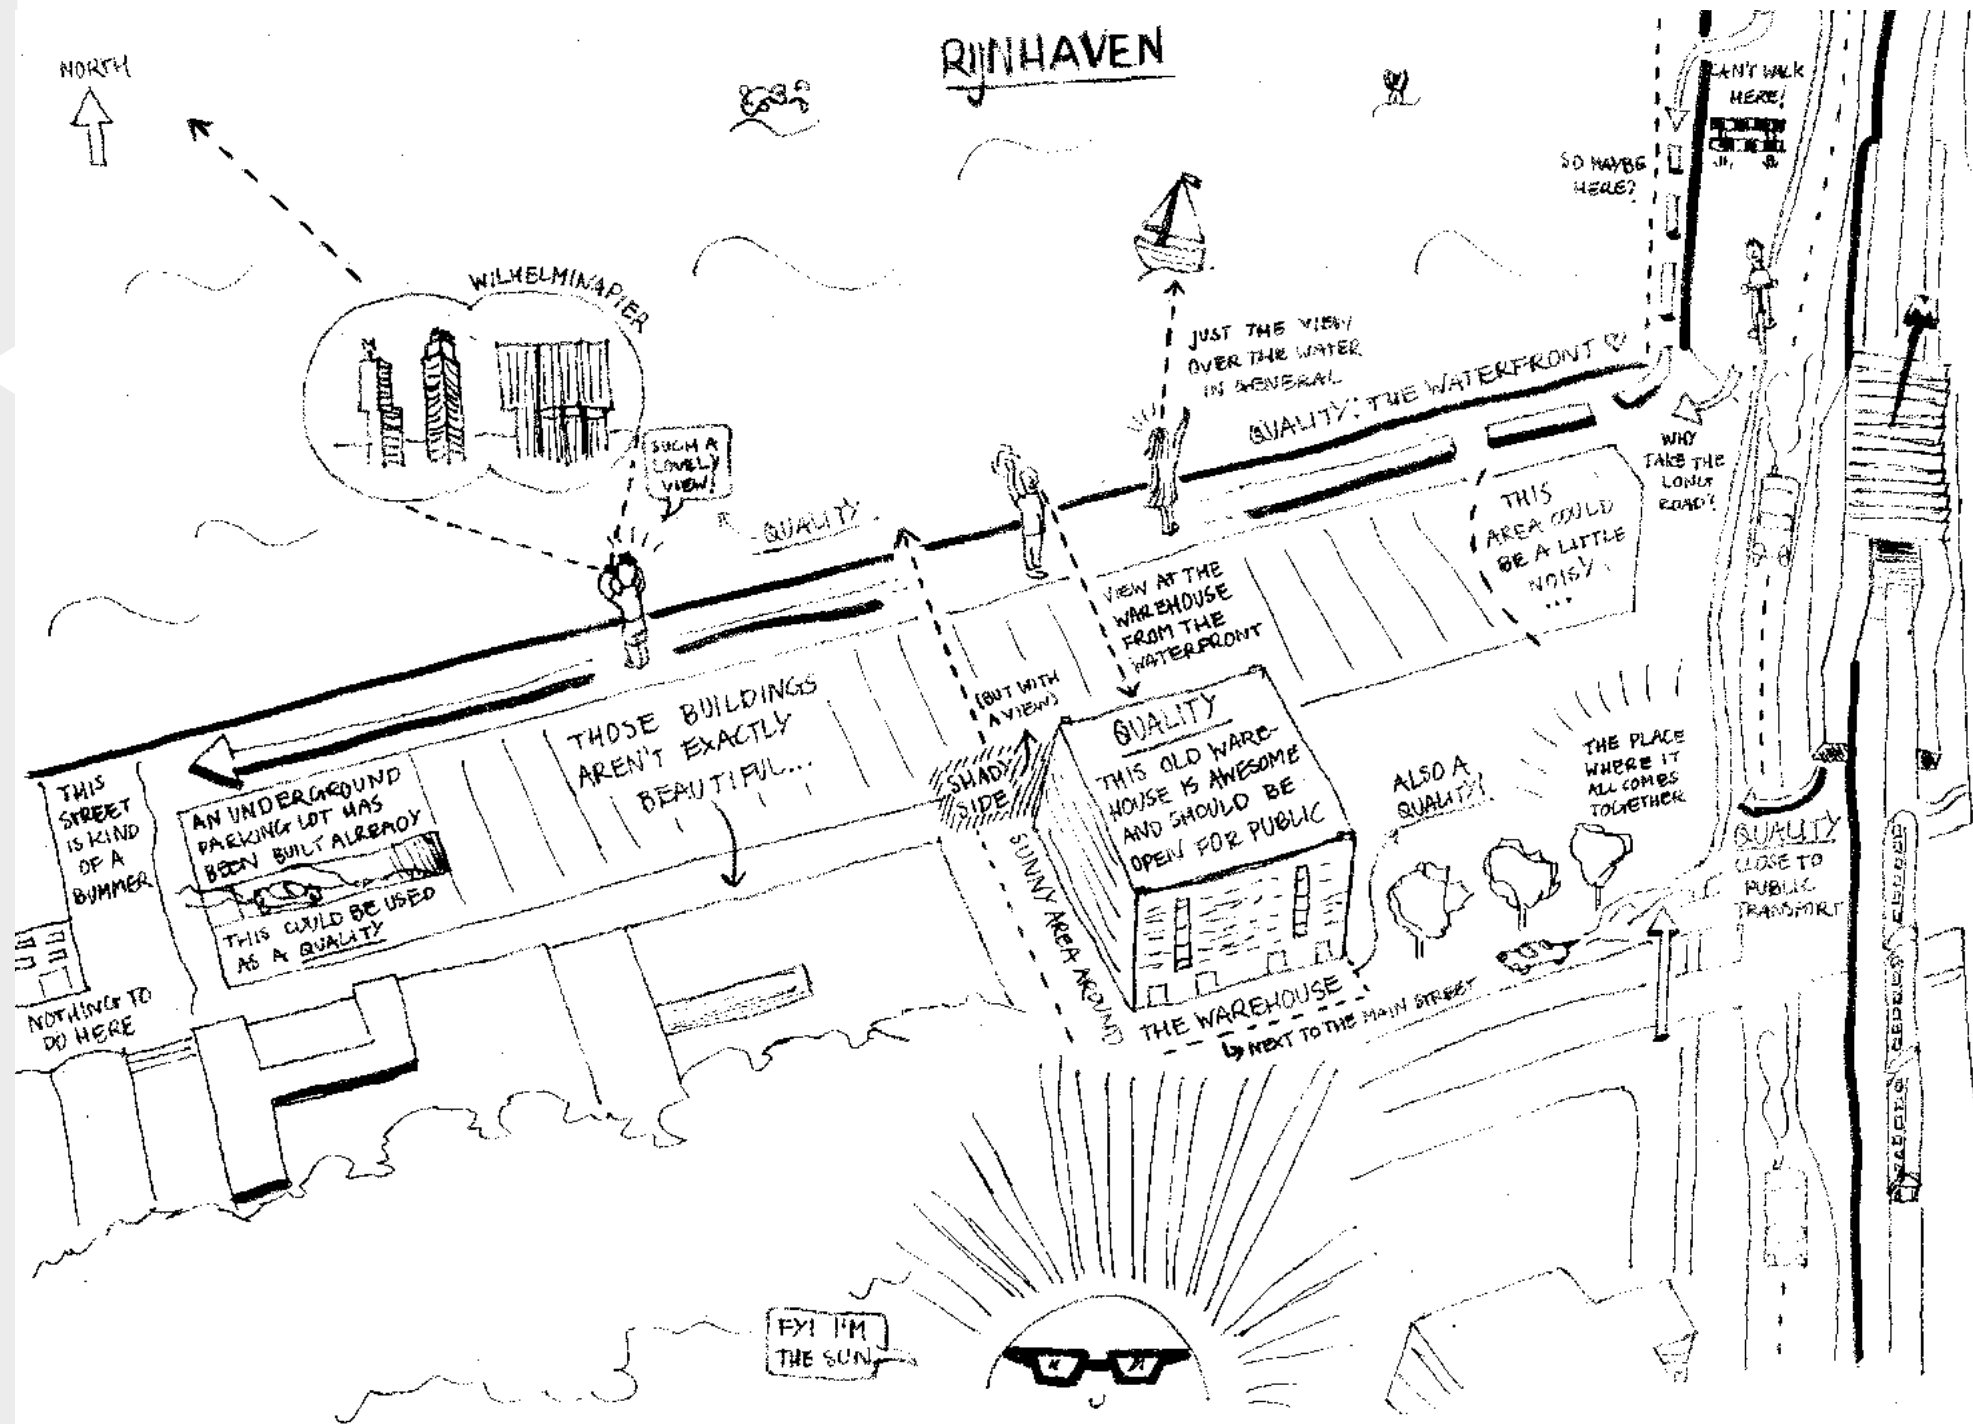 RIJNHAVEN
NORTH
CAN'T WALK
HERE!
SO MAYBE
HERE?
WILHELMINAPIER
SUCH A
LOVELY
VIEW!
QUALITY
JUST THE VIEW
OVER THE WATER
IN GENERAL
QUALITY: THE WATERFRONT ♡
WHY
TAKE THE
LONG
ROAD?
THIS
AREA COULD
BE A LITTLE
NOISY.
...
VIEW AT THE
WAREHOUSE
FROM THE
WATERFRONT
(BUT WITH
A VIEW)
SHADY
SIDE
THOSE BUILDINGS
AREN'T EXACTLY
BEAUTIFUL...
THIS
STREET
IS KIND
OF A
BUMMER
AN UNDERGROUND
PARKING LOT HAS
BEEN BUILT ALREADY
THIS COULD BE USED
AS A QUALITY
NOTHING TO
DO HERE
QUALITY
THIS OLD WARE-
HOUSE IS AWESOME
AND SHOULD BE
OPEN FOR PUBLIC
SUNNY AREA AROUND
THE WAREHOUSE
↳ NEXT TO THE MAIN STREET
ALSO A
QUALITY!
THE PLACE
WHERE IT
ALL COMES
TOGETHER
QUALITY
CLOSE TO
PUBLIC
TRANSPORT
FYI I'M
THE SUN